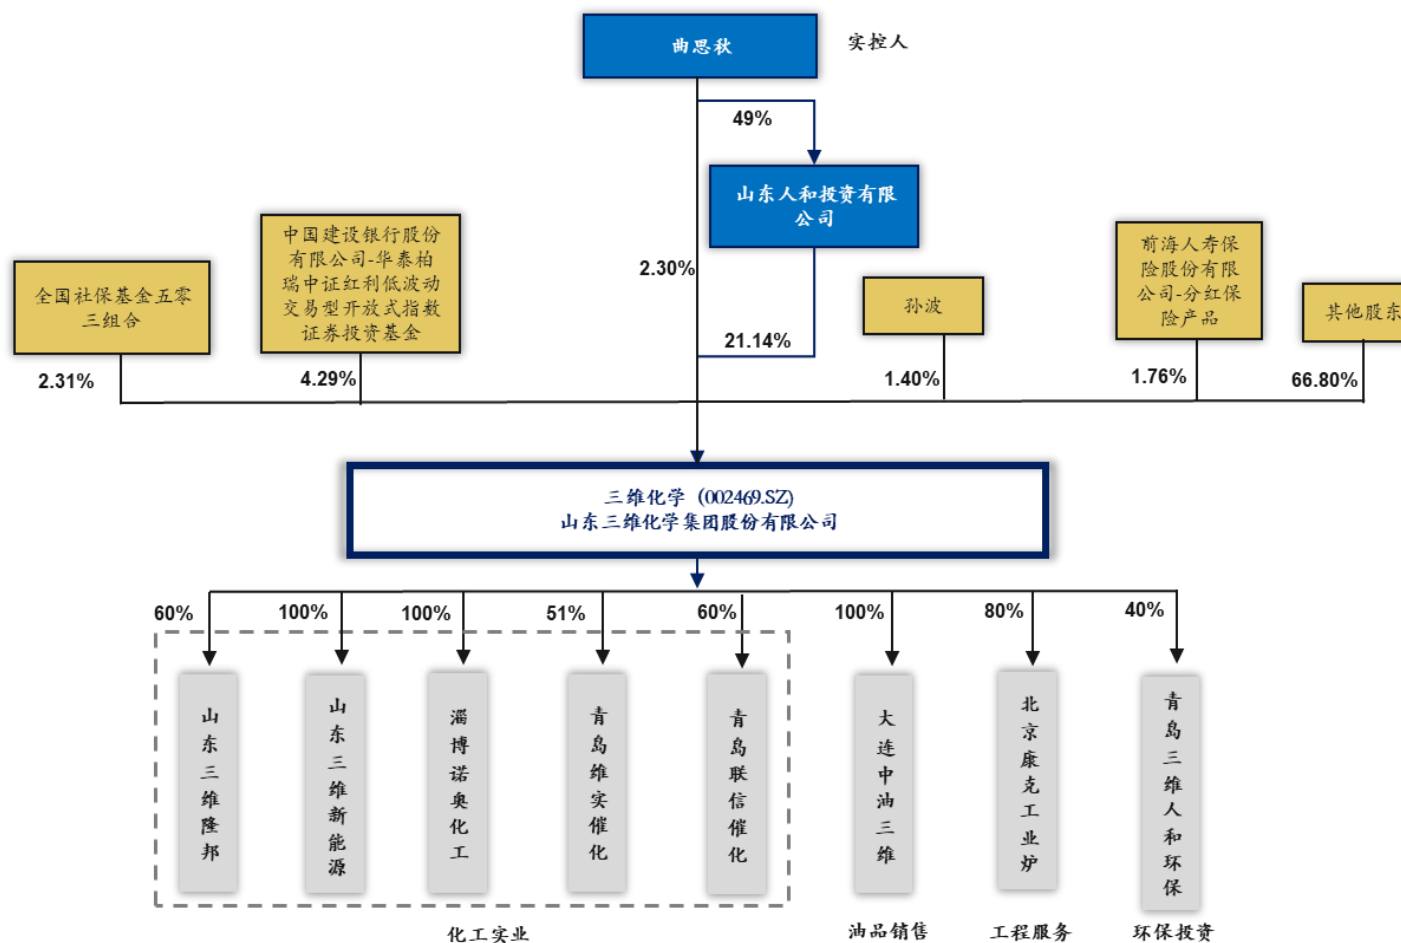 曲思秋
实控人
49%
山东人和投资有限
公司
2.30%
21.14%
全国社保基金五零
三组合
2.31%
中国建设银行股份
有限公司-华泰柏
瑞中证红利低波动
交易型开放式指数
证券投资基金
4.29%
孙波
1.40%
前海人寿保
险股份有限
公司-分红保
险产品
1.76%
其他股东
66.80%
三维化学（002469.SZ)
山东三维化学集团股份有限公司
60%
100%
100%
51%
60%
100%
80%
40%
山东三维隆邦
山东三维新能源
淄博诺奥化工
青岛维实催化
青岛联信催化
大连中油三维
北京康克工业炉
青岛三维人和环保
化工实业
油品销售
工程服务
环保投资